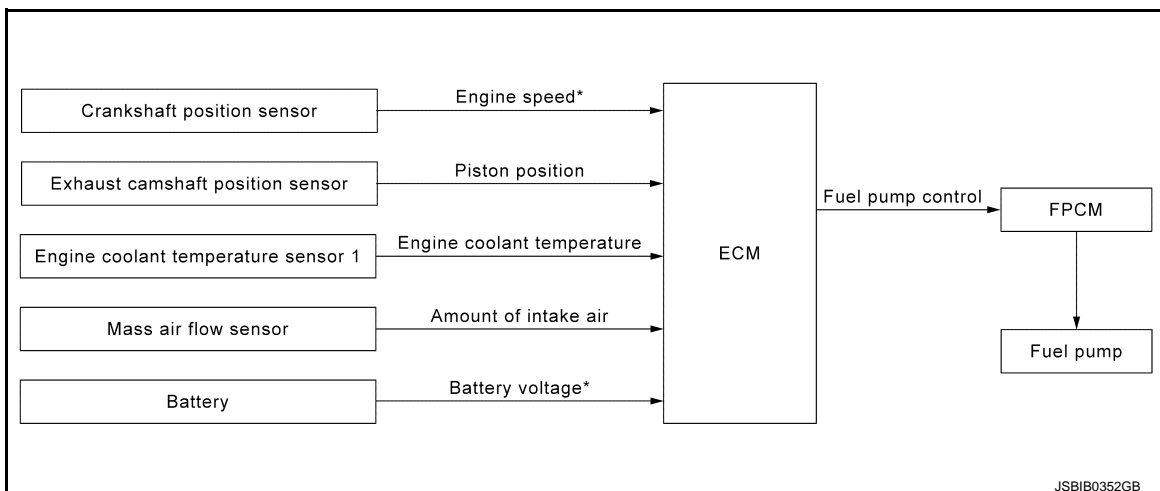 Crankshaft position sensor
Engine speed*
Exhaust camshaft position sensor
Piston position
Engine coolant temperature sensor 1
Engine coolant temperature
Mass air flow sensor
Amount of intake air
Battery
Battery voltage*
ECM
Fuel pump control
FPCM
Fuel pump
JSBIB0352GB